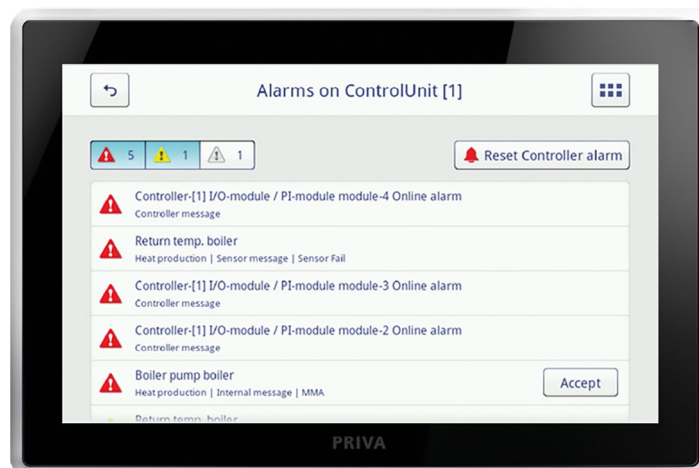 Alarms on ControlUnit [1]
5 1 1 Reset Controller alarm
Controller-[1] I/O-module / PI-module module-4 Online alarm
Controller message
Return temp. boiler
Heat production | Sensor message | Sensor Fail
Controller-[1] I/O-module / PI-module module-3 Online alarm
Controller message
Controller-[1] I/O-module / PI-module module-2 Online alarm
Controller message
Boiler pump boiler
Heat production | Internal message | MMA
Accept
Return temp. boiler
PRIVA